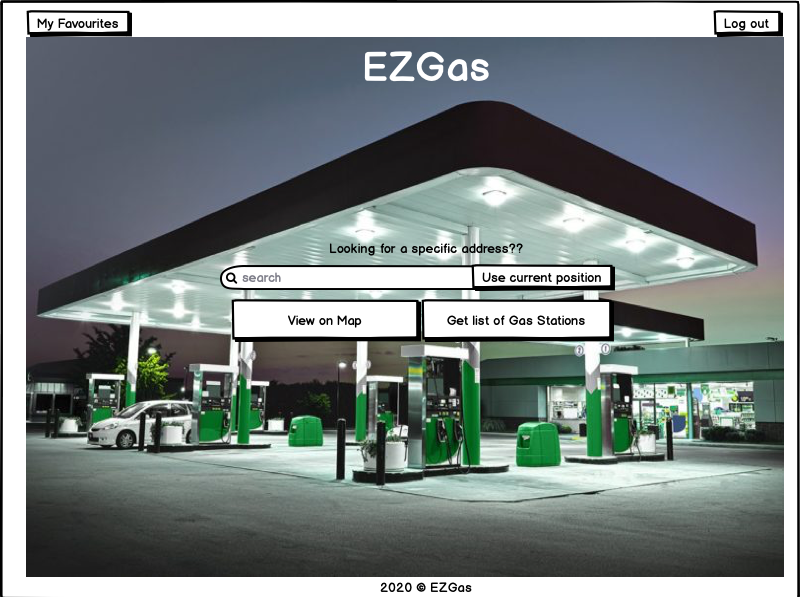 My Favourites
Log out
EZGas
Looking for a specific address??
search
Use current position
View on Map
Get list of Gas Stations
2020 © EZGas